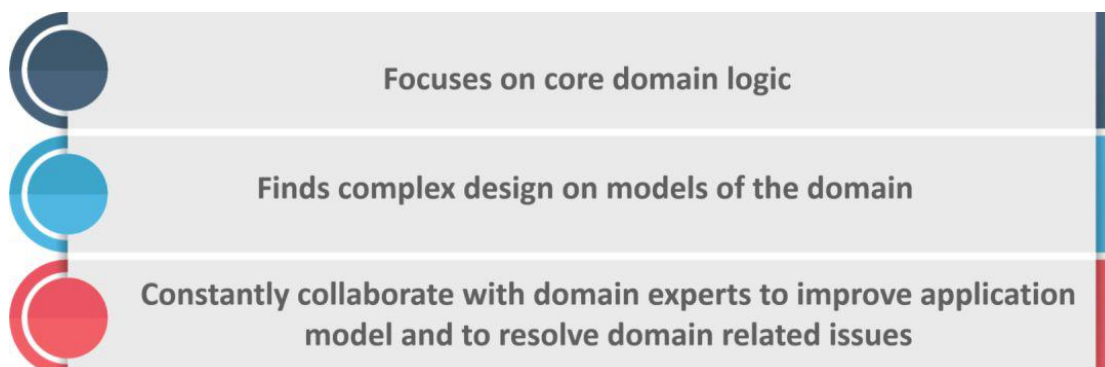 Focuses on core domain logic
Finds complex design on models of the domain
Constantly collaborate with domain experts to improve application
model and to resolve domain related issues